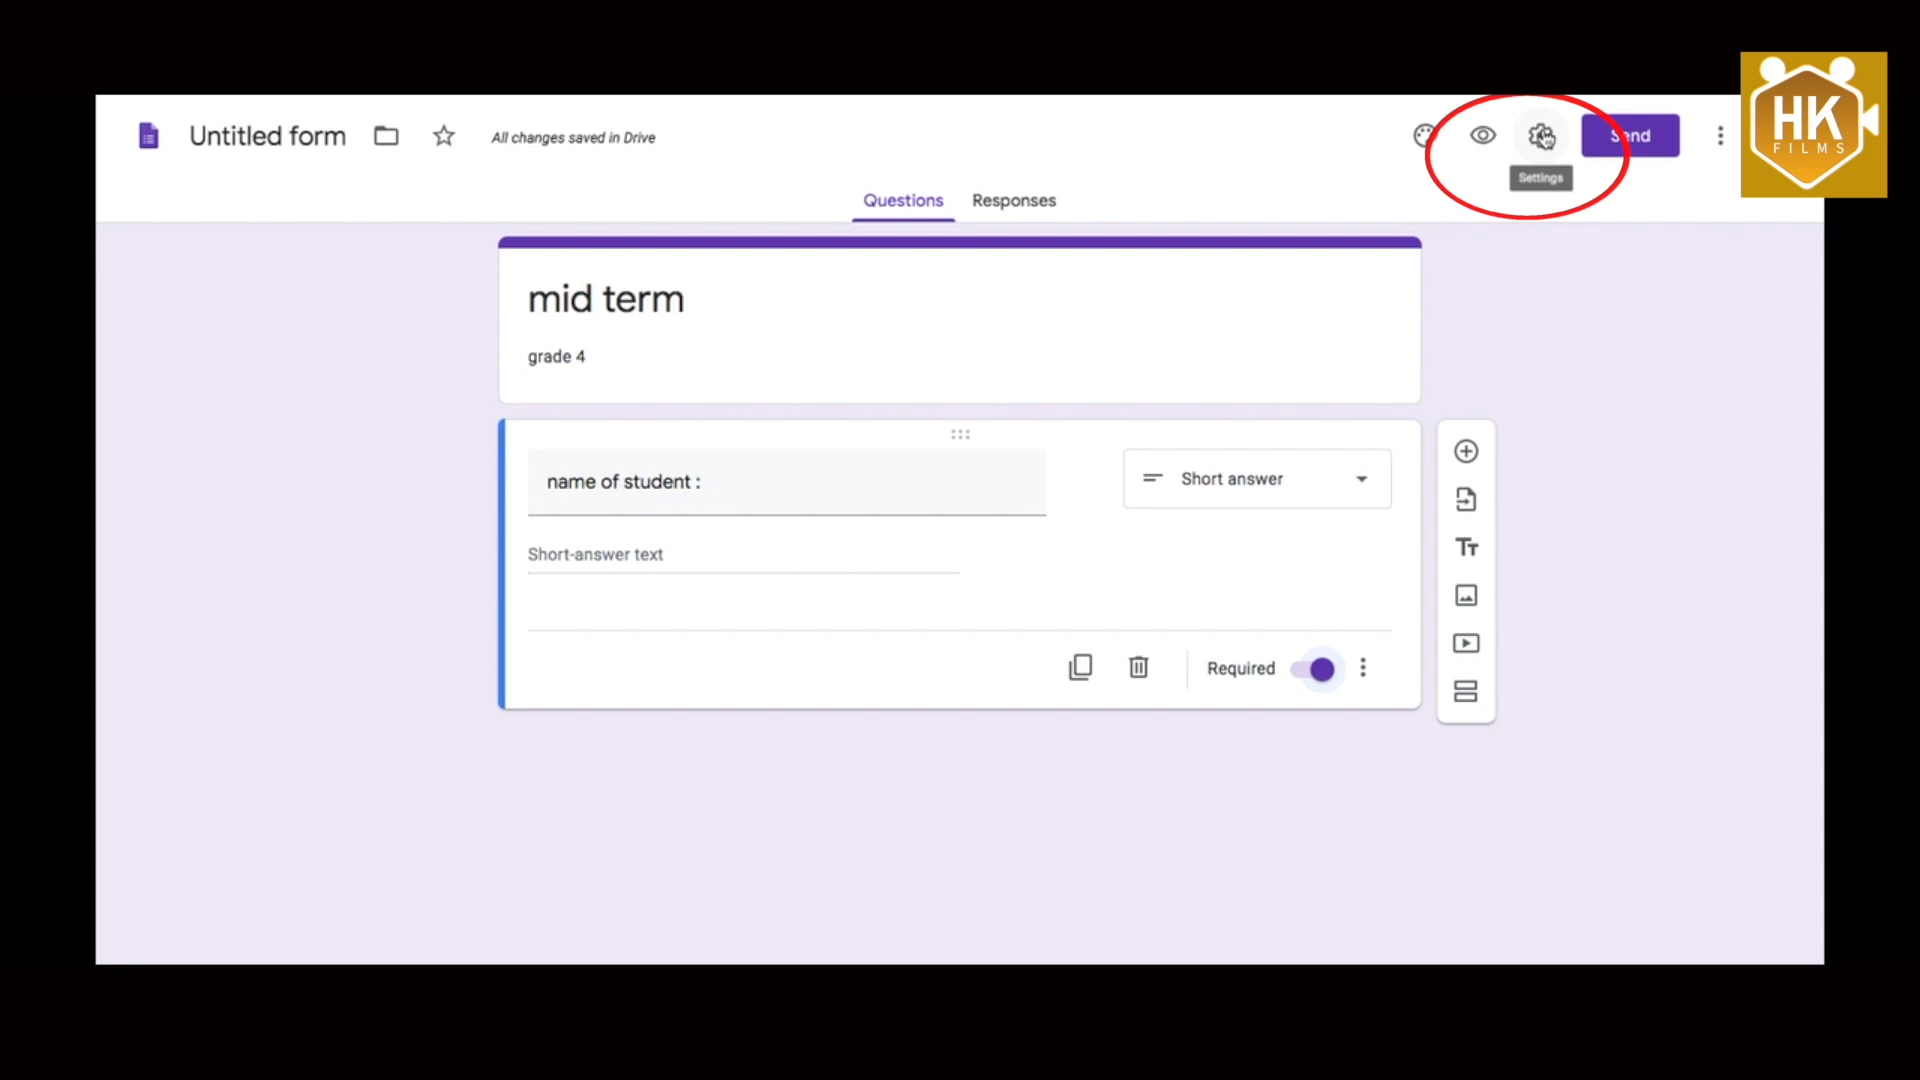 Untitled form
All changes saved in Drive
Send
Settings
HK
FILMS
Questions
Responses
mid term
grade 4
name of student :
Short answer
Short-answer text
Required